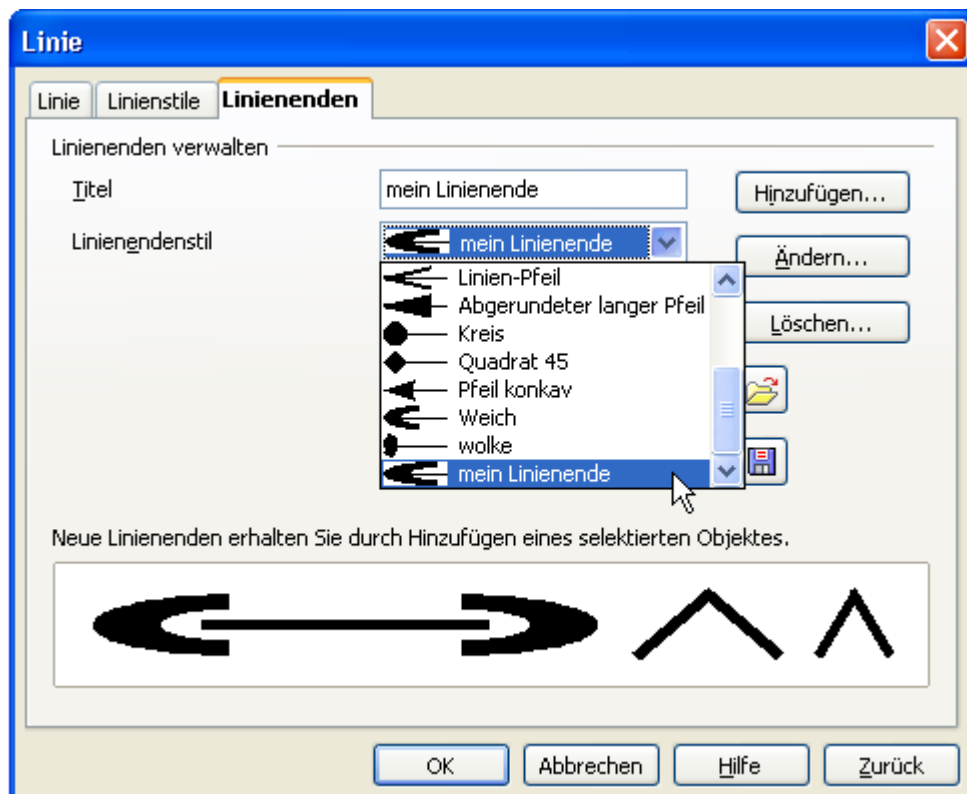 Linie
Linie Linienstile Linienenden
Linienenden verwalten
Titel mein Linienende Hinzufügen...
Linienendenstil mein Linienende Ändern...
Linien-Pfeil
Abgerundeter langer Pfeil
Löschen...
Kreis
Quadrat 45
Pfeil konkav
Weich
wolke
mein Linienende
Neue Linienenden erhalten Sie durch Hinzufügen eines selektierten Objektes.
OK Abbrechen Hilfe Zurück